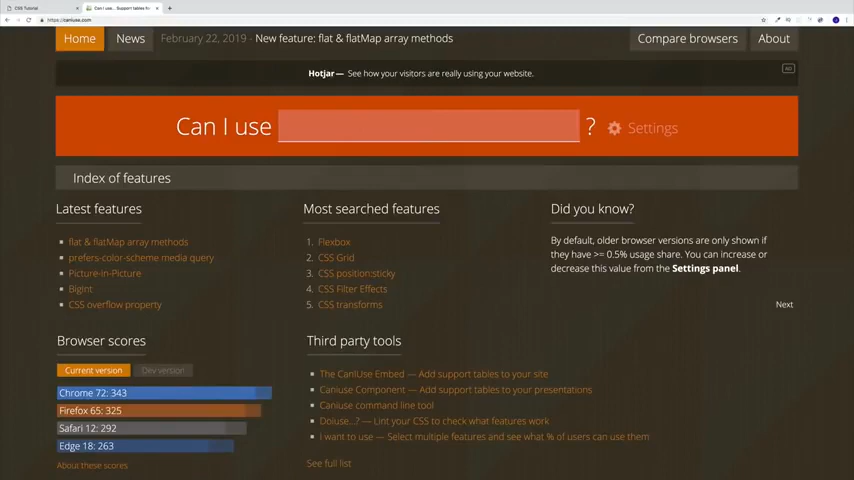 CSS Tutorial
Can I use... Support tables fo
https://caniuse.com
Home
News
February 22, 2019 - New feature: flat & flatMap array methods
Compare browsers
About
Hotjar — See how your visitors are really using your website.
AD
Can I use
?
Settings
Index of features
Latest features
flat & flatMap array methods
prefers-color-scheme media query
Picture-in-Picture
BigInt
CSS overflow property
Most searched features
1. Flexbox
2. CSS Grid
3. CSS position:sticky
4. CSS Filter Effects
5. CSS transforms
Did you know?
By default, older browser versions are only shown if
they have >= 0.5% usage share. You can increase or
decrease this value from the Settings panel.
Next
Browser scores
Current version
Dev version
Chrome 72: 343
Firefox 65: 325
Safari 12: 292
Edge 18: 263
About these scores
Third party tools
The CanIUse Embed — Add support tables to your site
Caniuse Component — Add support tables to your presentations
Caniuse command line tool
Doiuse...? — Lint your CSS to check what features work
I want to use — Select multiple features and see what % of users can use them
See full list